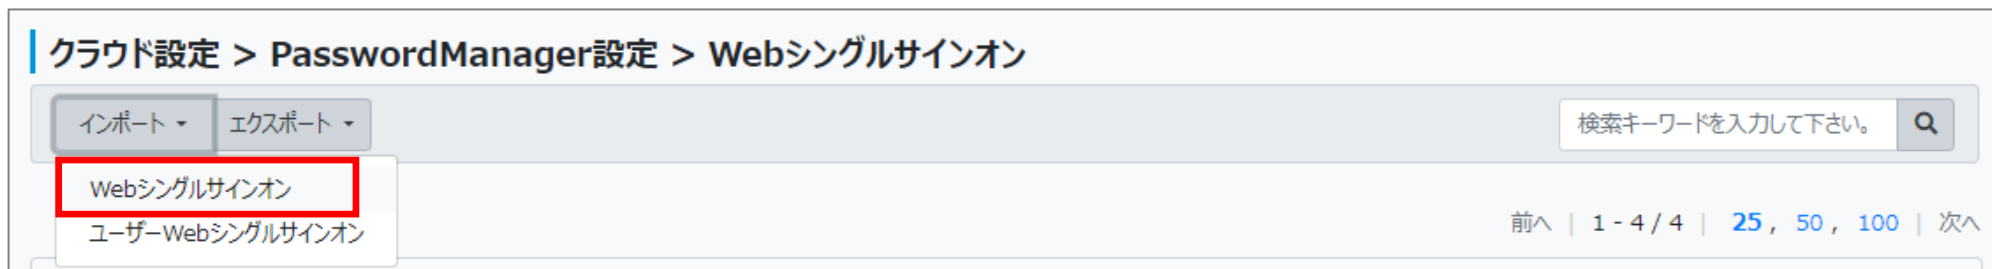 クラウド設定 > PasswordManager設定 > Webシングルサインオン
インポート エクスポート 検索キーワードを入力して下さい。
Webシングルサインオン
ユーザーWebシングルサインオン
前へ | 1 - 4 / 4 | 25 , 50 , 100 | 次へ